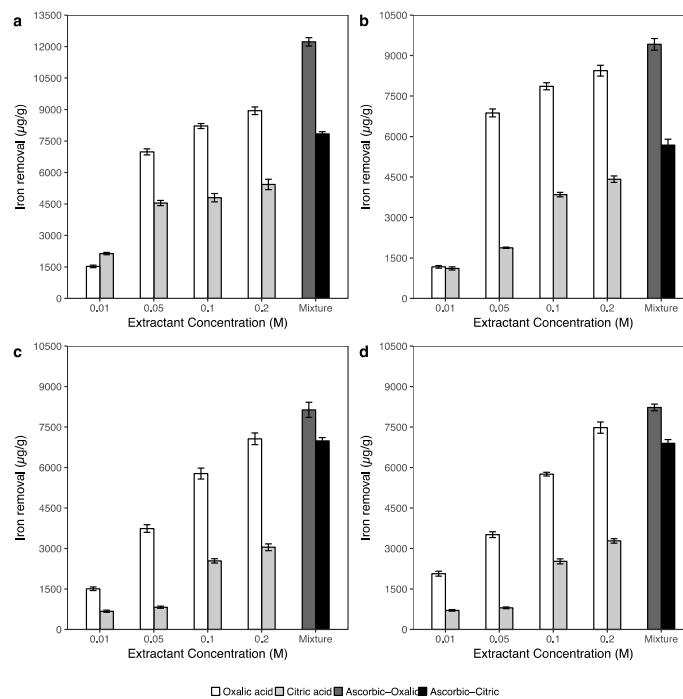 a
13500
12000
10500
9000
7500
6000
4500
3000
1500
0
Iron removal (µg/g)
0.01 0.05 0.1 0.2 Mixture
Extractant Concentration (M)
b
10500
9000
7500
6000
4500
3000
1500
0
Iron removal (µg/g)
0.01 0.05 0.1 0.2 Mixture
Extractant Concentration (M)
c
10500
9000
7500
6000
4500
3000
1500
0
Iron removal (µg/g)
0.01 0.05 0.1 0.2 Mixture
Extractant Concentration (M)
d
10500
9000
7500
6000
4500
3000
1500
0
Iron removal (µg/g)
0.01 0.05 0.1 0.2 Mixture
Extractant Concentration (M)
Oxalic acid Citric acid Ascorbic–Oxalic Ascorbic–Citric